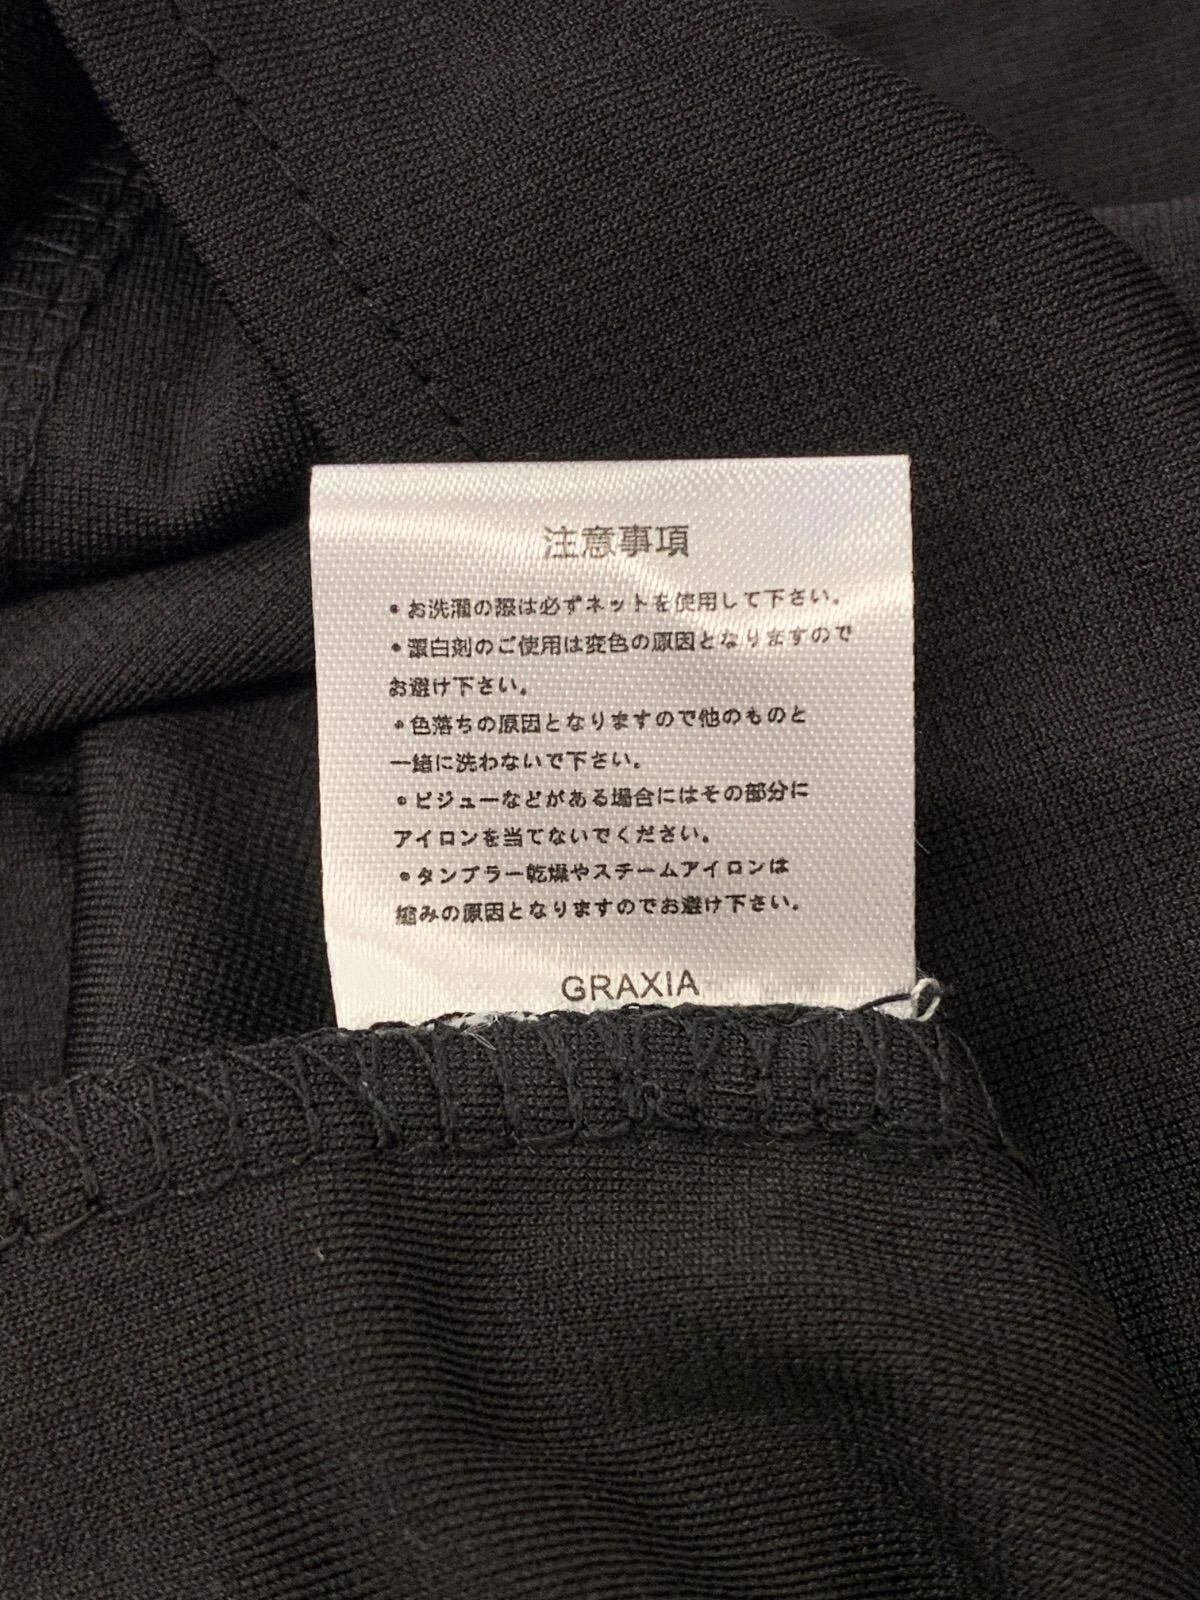 注意事項
•お洗濯の際は必ずネットを使用して下さい。
•漂白剤のご使用は変色の原因となりますので
お避け下さい。
•色落ちの原因となりますので他のものと
一緒に洗わないで下さい。
•ビジューなどがある場合にはその部分に
アイロンを当てないでください。
•タンブラー乾燥やスチームアイロンは
縮みの原因となりますのでお避け下さい。
GRAXIA